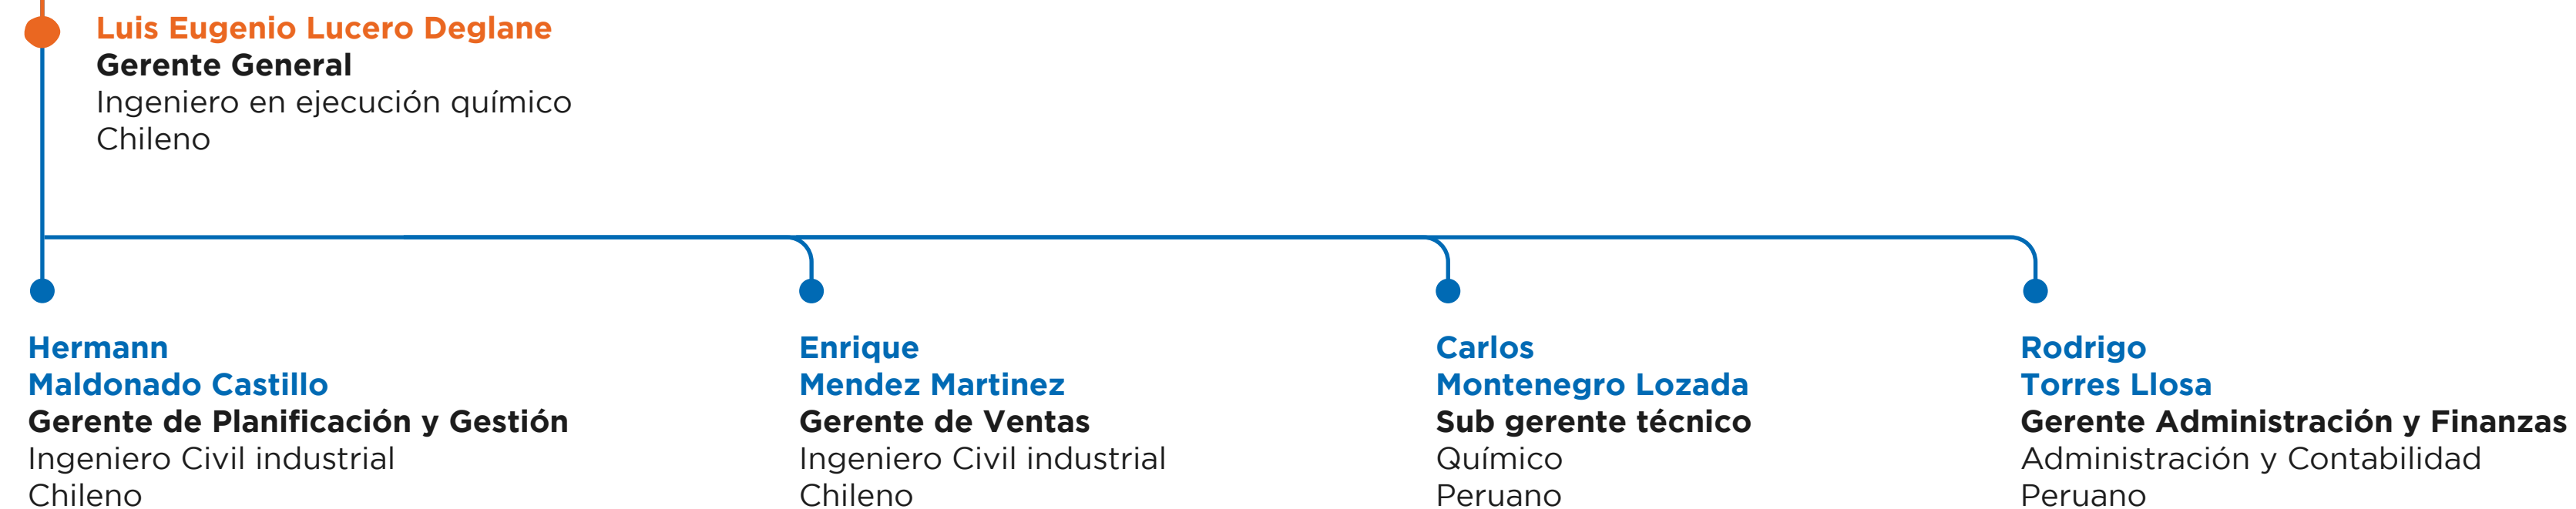 Luis Eugenio Lucero Deglane
Gerente General
Ingeniero en ejecución químico
Chileno
Hermann
Maldonado Castillo
Gerente de Planificación y Gestión
Ingeniero Civil industrial
Chileno
Enrique
Mendez Martinez
Gerente de Ventas
Ingeniero Civil industrial
Chileno
Carlos
Montenegro Lozada
Sub gerente técnico
Químico
Peruano
Rodrigo
Torres Llosa
Gerente Administración y Finanzas
Administración y Contabilidad
Peruano